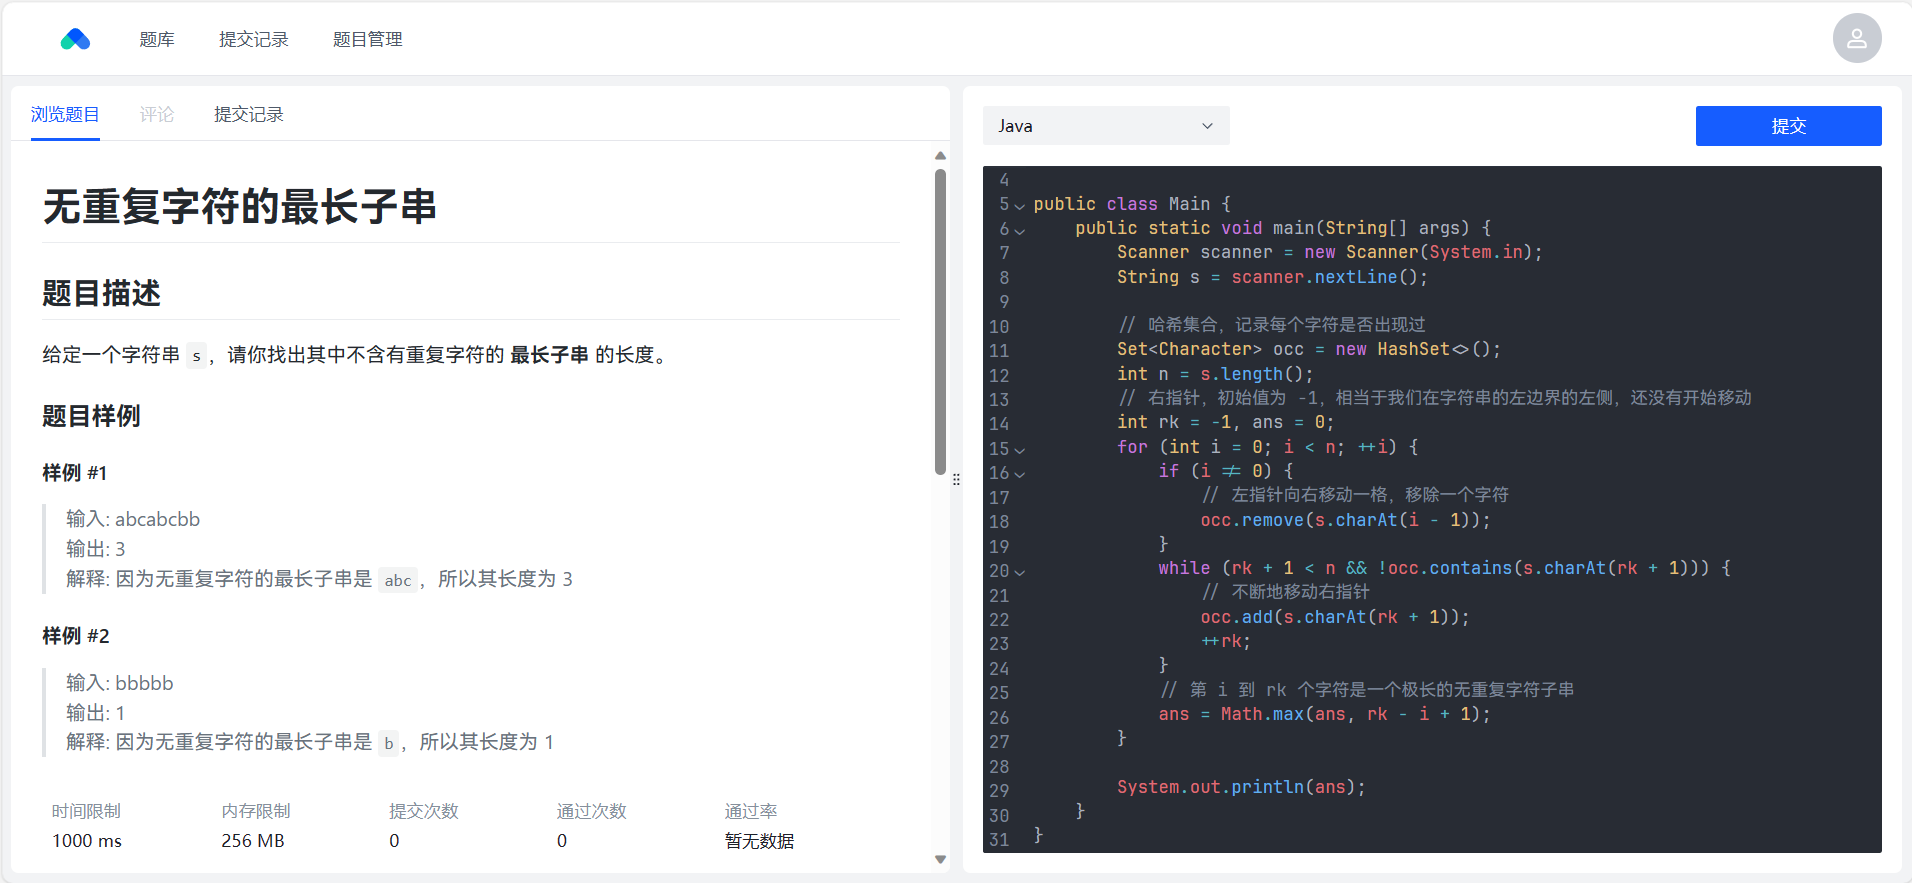 题库 提交记录 题目管理
浏览题目 评论 提交记录
无重复字符的最长子串
题目描述
给定一个字符串 s，请你找出其中不含有重复字符的 最长子串 的长度。
题目样例
样例 #1
输入: abcabcbb
输出: 3
解释: 因为无重复字符的最长子串是 abc，所以其长度为 3
样例 #2
输入: bbbbb
输出: 1
解释: 因为无重复字符的最长子串是 b，所以其长度为 1
时间限制 内存限制 提交次数 通过次数 通过率
1000 ms 256 MB 0 0 暂无数据
Java 提交
4
5 public class Main {
6     public static void main(String[] args) {
7         Scanner scanner = new Scanner(System.in);
8         String s = scanner.nextLine();
9
10         // 哈希集合，记录每个字符是否出现过
11         Set<Character> occ = new HashSet<>();
12         int n = s.length();
13         // 右指针，初始值为 -1，相当于我们在字符串的左边界的左侧，还没有开始移动
14         int rk = -1, ans = 0;
15         for (int i = 0; i < n; ++i) {
16             if (i != 0) {
17                 // 左指针向右移动一格，移除一个字符
18                 occ.remove(s.charAt(i - 1));
19             }
20             while (rk + 1 < n && !occ.contains(s.charAt(rk + 1))) {
21                 // 不断地移动右指针
22                 occ.add(s.charAt(rk + 1));
23                 ++rk;
24             }
25             // 第 i 到 rk 个字符是一个极长的无重复字符子串
26             ans = Math.max(ans, rk - i + 1);
27         }
28
29         System.out.println(ans);
30     }
31 }